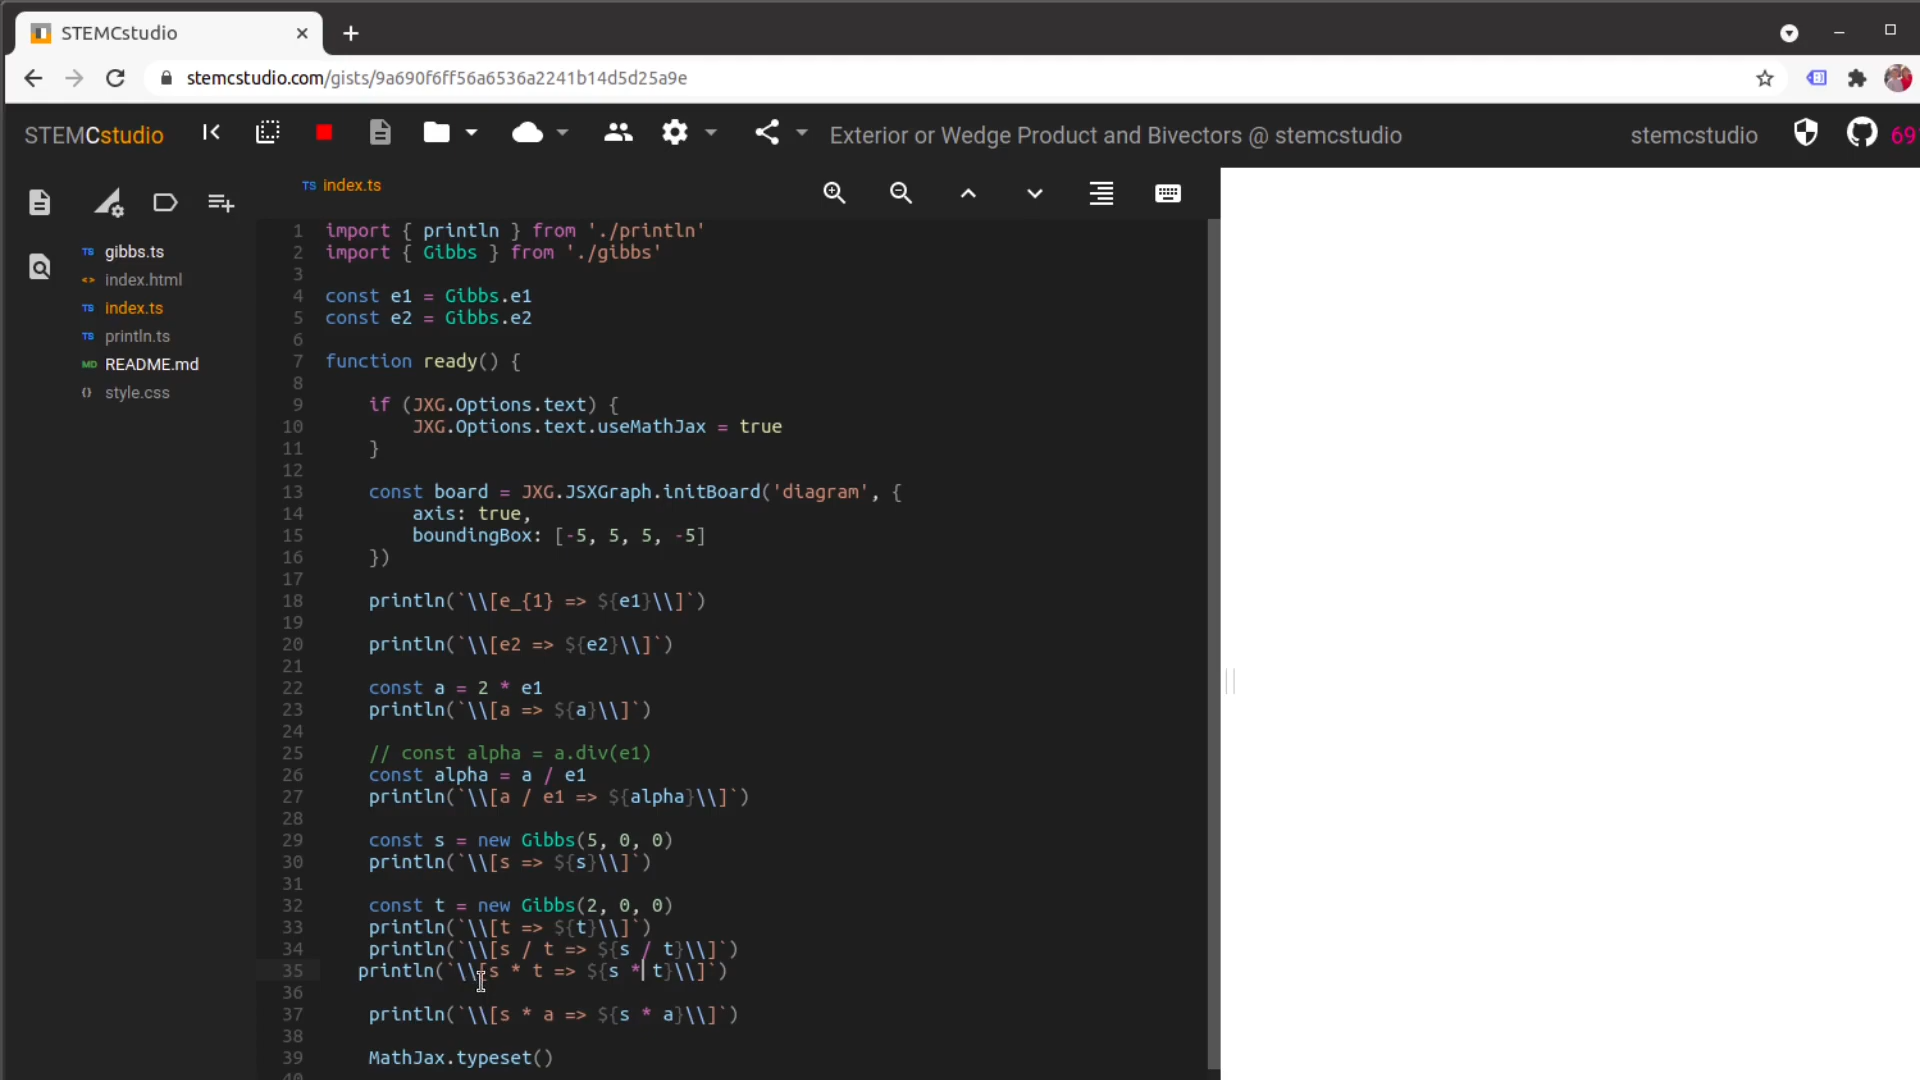 STEMCstudio
stemcstudio.com/gists/9a690f6ff56a6536a2241b14d5d25a9e
STEMCstudio
Exterior or Wedge Product and Bivectors @ stemcstudio
stemcstudio
69
TS index.ts
TS gibbs.ts
<> index.html
TS index.ts
TS println.ts
MD README.md
{} style.css
1 import { println } from './println'
2 import { Gibbs } from './gibbs'
3
4 const e1 = Gibbs.e1
5 const e2 = Gibbs.e2
6
7 function ready() {
8
9 if (JXG.Options.text) {
10 JXG.Options.text.useMathJax = true
11 }
12
13 const board = JXG.JSXGraph.initBoard('diagram', {
14 axis: true,
15 boundingBox: [-5, 5, 5, -5]
16 })
17
18 println(`\\[e_{1} => ${e1}\\]`)
19
20 println(`\\[e2 => ${e2}\\]`)
21
22 const a = 2 * e1
23 println(`\\[a => ${a}\\]`)
24
25 // const alpha = a.div(e1)
26 const alpha = a / e1
27 println(`\\[a / e1 => ${alpha}\\]`)
28
29 const s = new Gibbs(5, 0, 0)
30 println(`\\[s => ${s}\\]`)
31
32 const t = new Gibbs(2, 0, 0)
33 println(`\\[t => ${t}\\]`)
34 println(`\\[s / t => ${s / t}\\]`)
35 println(`\\[s * t => ${s * t}\\]`)
36
37 println(`\\[s * a => ${s * a}\\]`)
38
39 MathJax.typeset()
40